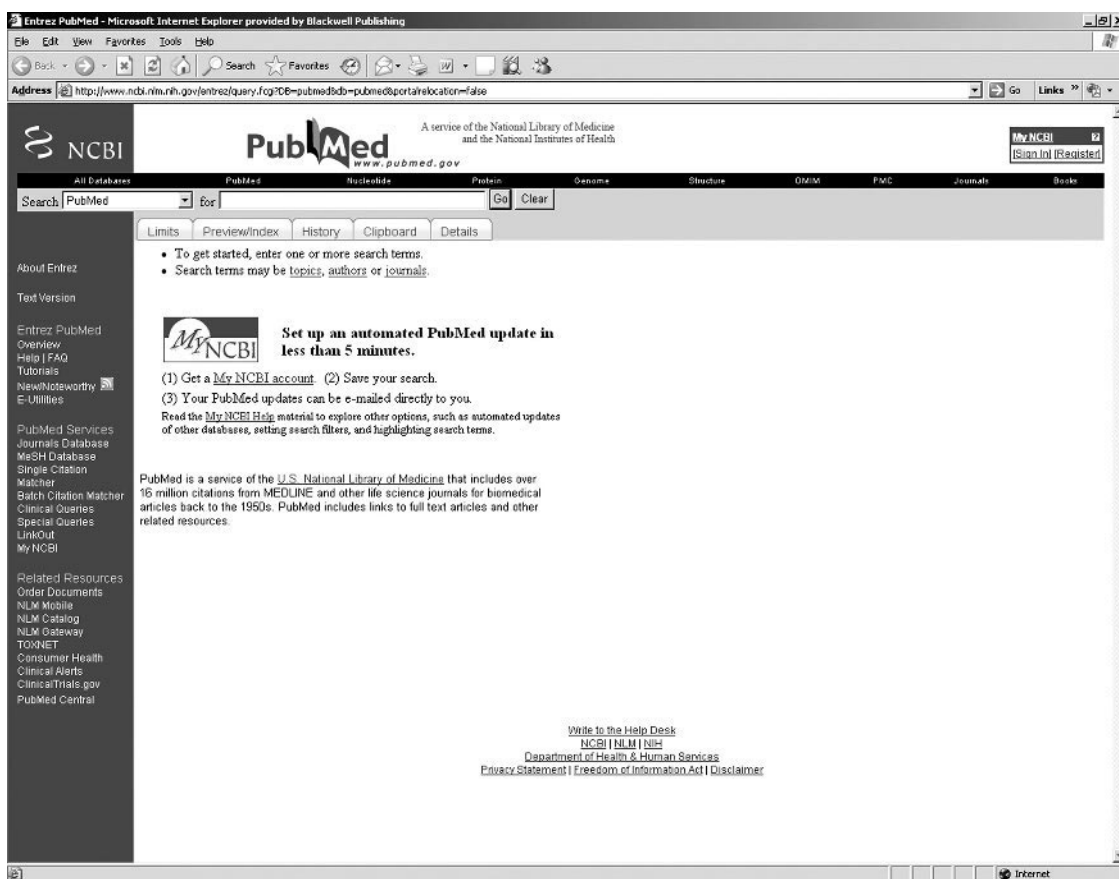 Entrez PubMed - Microsoft Internet Explorer provided by Blackwell Publishing
File Edit View Favorites Tools Help
Back Search Favorites
Address http://www.ncbi.nlm.nih.gov/entrez/query.fcgi?DB=pubmed&db=pubmed&portalrelocation=false Go Links »
NCBI
PubMed
www.pubmed.gov
A service of the National Library of Medicine
and the National Institutes of Health
My NCBI
[Sign In] [Register]
All Databases PubMed Nucleotide Protein Genome Structure OMIM PMC Journals Books
Search PubMed for Go Clear
Limits Preview/Index History Clipboard Details
• To get started, enter one or more search terms.
• Search terms may be topics, authors or journals.
My NCBI
Set up an automated PubMed update in
less than 5 minutes.
(1) Get a My NCBI account. (2) Save your search.
(3) Your PubMed updates can be e-mailed directly to you.
Read the My NCBI Help material to explore other options, such as automated updates
of other databases, setting search filters, and highlighting search terms.
PubMed is a service of the U.S. National Library of Medicine that includes over
16 million citations from MEDLINE and other life science journals for biomedical
articles back to the 1950s. PubMed includes links to full text articles and other
related resources.
About Entrez
Text Version
Entrez PubMed
Overview
Help | FAQ
Tutorials
New/Noteworthy
E-Utilities
PubMed Services
Journals Database
MeSH Database
Single Citation
Matcher
Batch Citation Matcher
Clinical Queries
Special Queries
LinkOut
My NCBI
Related Resources
Order Documents
NLM Mobile
NLM Catalog
NLM Gateway
TOXNET
Consumer Health
Clinical Alerts
ClinicalTrials.gov
PubMed Central
Write to the Help Desk
NCBI | NLM | NIH
Department of Health & Human Services
Privacy Statement | Freedom of Information Act | Disclaimer
Internet